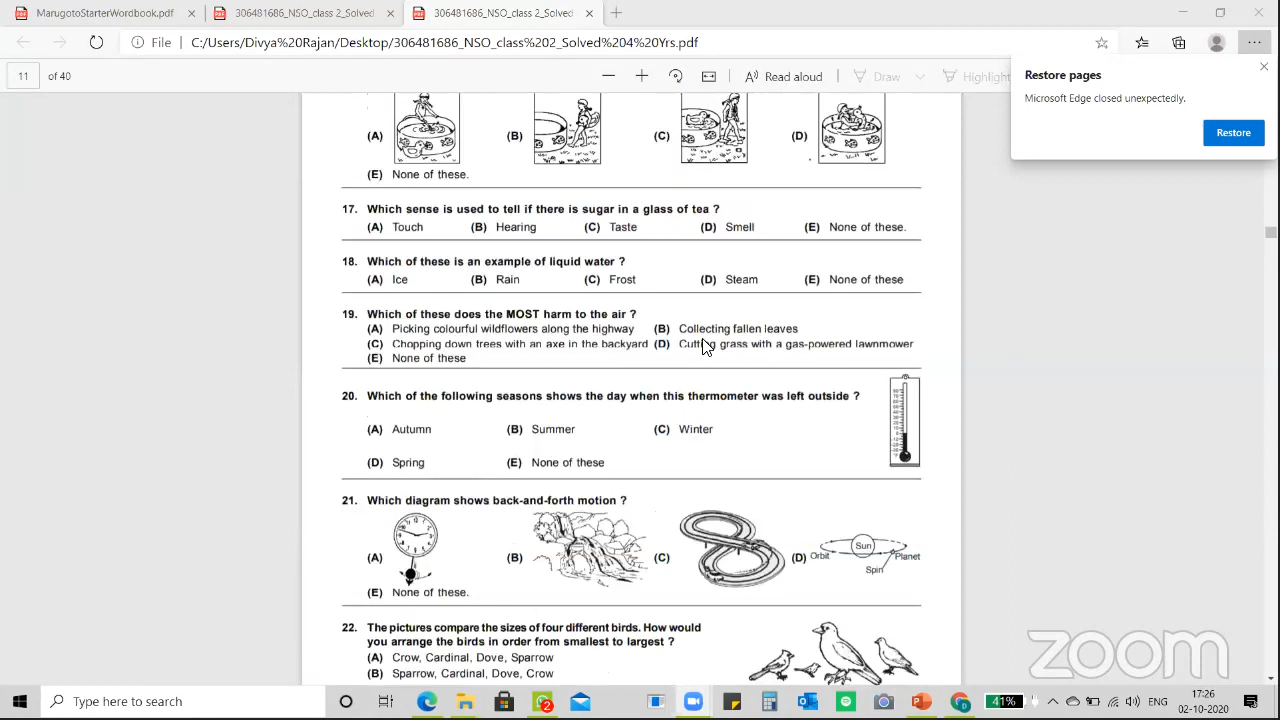 MarugotoStarterWordbook.pdf
306481686_NSO_class 2_Solved
306481686_NSO_class 2_Solved
File C:/Users/Divya%20Rajan/Desktop/306481686_NSO_class%202_Solved%204%20Yrs.pdf
11 of 40 Read aloud Draw Highlight
Restore pages
Microsoft Edge closed unexpectedly.
Restore
(A) (B) (C) (D)
(E) None of these.
17. Which sense is used to tell if there is sugar in a glass of tea ?
(A) Touch (B) Hearing (C) Taste (D) Smell (E) None of these.
18. Which of these is an example of liquid water ?
(A) Ice (B) Rain (C) Frost (D) Steam (E) None of these
19. Which of these does the MOST harm to the air ?
(A) Picking colourful wildflowers along the highway (B) Collecting fallen leaves
(C) Chopping down trees with an axe in the backyard (D) Cutting grass with a gas-powered lawnmower
(E) None of these
20. Which of the following seasons shows the day when this thermometer was left outside ?
(A) Autumn (B) Summer (C) Winter
(D) Spring (E) None of these
21. Which diagram shows back-and-forth motion ?
(A) (B) (C) (D) Orbit Sun Planet
Spin
(E) None of these.
22. The pictures compare the sizes of four different birds. How would
you arrange the birds in order from smallest to largest ?
(A) Crow, Cardinal, Dove, Sparrow
(B) Sparrow, Cardinal, Dove, Crow
zoom
Type here to search
2
41%
ENG
17:26
02-10-2020